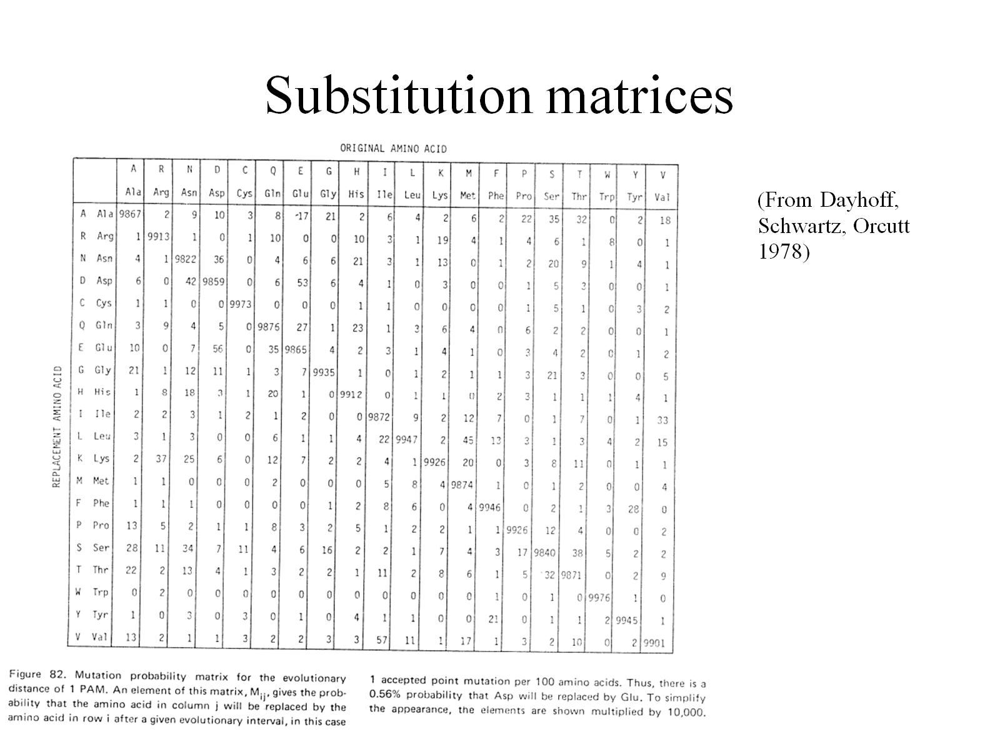 Substitution matrices
ORIGINAL AMINO ACID
A R N D C Q E G H I L K M F P S T W Y V
Ala Arg Asn Asp Cys Gln Glu Gly His Ile Leu Lys Met Phe Pro Ser Thr Trp Tyr Val
A Ala 9867 2 9 10 3 8 17 21 2 6 4 2 6 2 22 35 32 0 2 18
R Arg 1 9913 1 0 1 10 0 0 10 3 1 19 4 1 4 6 1 8 0 1
N Asn 4 1 9822 36 0 4 6 6 21 3 1 13 0 1 2 20 9 1 4 1
D Asp 6 0 42 9859 0 6 53 6 4 1 0 3 0 0 1 5 3 0 0 1
C Cys 1 1 0 0 9973 0 0 0 1 1 0 0 0 0 1 5 1 0 3 2
Q Gln 3 9 4 5 0 9876 27 1 23 1 3 6 4 0 6 2 2 0 0 1
E Glu 10 0 7 56 0 35 9865 4 2 3 1 4 1 0 3 4 2 0 1 2
G Gly 21 1 12 11 1 3 7 9935 1 0 1 2 1 1 3 21 3 0 0 5
H His 1 8 18 3 1 20 1 0 9912 0 1 1 0 2 3 1 1 1 4 1
I Ile 2 2 3 1 2 1 2 0 0 9872 9 2 12 7 0 1 7 0 1 33
L Leu 3 1 3 0 0 6 1 1 4 22 9947 2 45 13 3 1 3 4 2 15
K Lys 2 37 25 6 0 12 7 2 2 4 1 9926 20 0 3 8 11 0 1 1
M Met 1 1 0 0 0 2 0 0 0 5 8 4 9874 1 0 1 2 0 0 4
F Phe 1 1 1 0 0 0 0 1 2 8 6 0 4 9946 0 2 1 3 28 0
P Pro 13 5 2 1 1 8 3 2 5 1 2 2 1 1 9926 12 4 0 0 2
S Ser 28 11 34 7 11 4 6 16 2 2 1 7 4 3 17 9840 38 5 2 2
T Thr 22 2 13 4 1 3 2 2 1 11 2 8 6 1 5 32 9871 0 2 9
W Trp 0 2 0 0 0 0 0 0 0 0 0 0 0 1 0 1 0 9976 1 0
Y Tyr 1 0 3 0 3 0 1 0 4 1 1 0 0 21 0 1 1 2 9945 1
V Val 13 2 1 1 3 2 2 3 3 57 11 1 17 1 3 2 10 0 2 9901
REPLACEMENT AMINO ACID
(From Dayhoff,
Schwartz, Orcutt
1978)
Figure 82. Mutation probability matrix for the evolutionary
distance of 1 PAM. An element of this matrix, Mij, gives the prob-
ability that the amino acid in column j will be replaced by the
amino acid in row i after a given evolutionary interval, in this case
1 accepted point mutation per 100 amino acids. Thus, there is a
0.56% probability that Asp will be replaced by Glu. To simplify
the appearance, the elements are shown multiplied by 10,000.